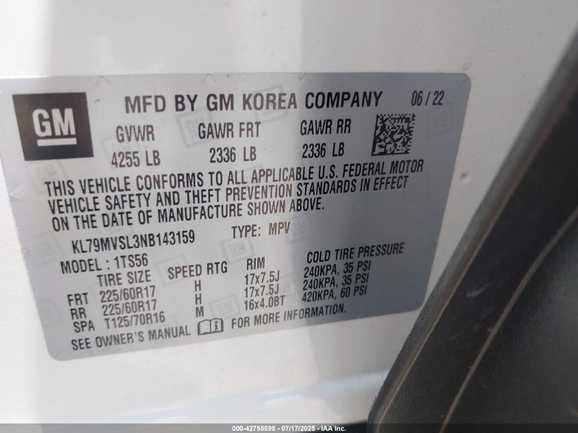 GM
MFD BY GM KOREA COMPANY 06 / 22
GVWR GAWR FRT GAWR RR
4255 LB 2336 LB 2336 LB
THIS VEHICLE CONFORMS TO ALL APPLICABLE U.S. FEDERAL MOTOR
VEHICLE SAFETY AND THEFT PREVENTION STANDARDS IN EFFECT
ON THE DATE OF MANUFACTURE SHOWN ABOVE.
KL79MVSL3NB143159 TYPE: MPV
MODEL : 1TS56
TIRE SIZE SPEED RTG RIM COLD TIRE PRESSURE
FRT 225/60R17 H 17x7.5J 240KPA, 35 PSI
RR 225/60R17 H 17x7.5J 240KPA, 35 PSI
SPA T125/70R16 M 16x4.0BT 420KPA, 60 PSI
SEE OWNER'S MANUAL FOR MORE INFORMATION.
000-42755595 - 07/17/2025 - IAA Inc.